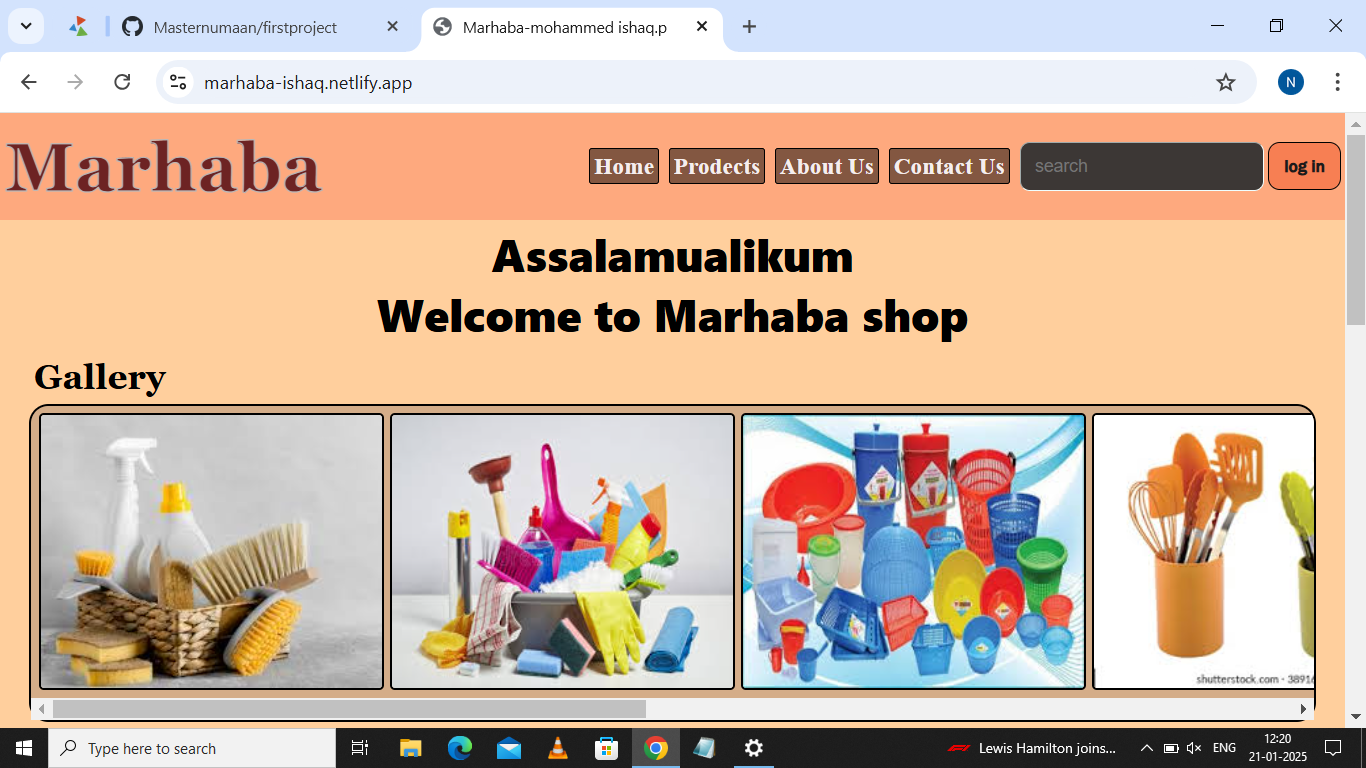 Masternumaan/firstproject
Marhaba-mohammed ishaq.p
N
marhaba-ishaq.netlify.app
Marhaba
Home Prodects About Us Contact Us search log in
Assalamualikum
Welcome to Marhaba shop
Gallery
shutterstock.com · 38916
Type here to search
Lewis Hamilton joins...
ENG
12:20
21-01-2025